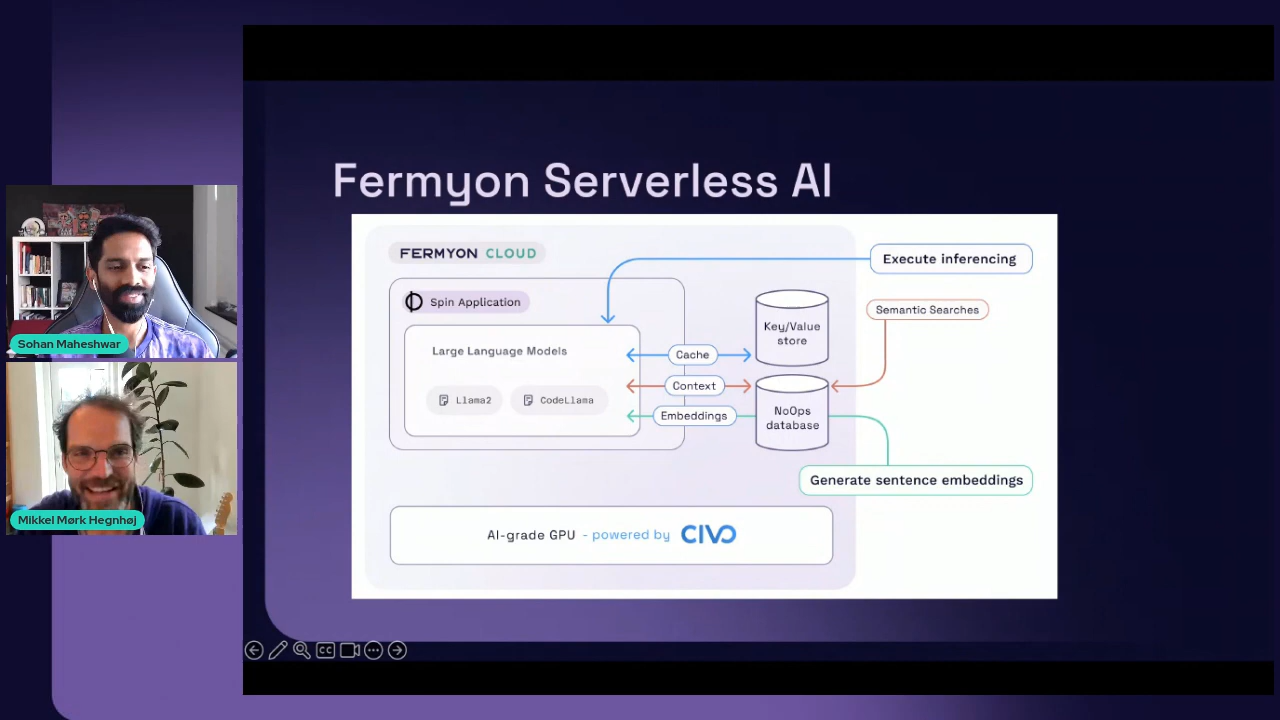 Fermyon Serverless AI
FERMYON CLOUD
Execute inferencing
Spin Application
Semantic Searches
Key/Value
store
Large Language Models
Cache
Context
Llama2
CodeLlama
Embeddings
NoOps
database
Generate sentence embeddings
AI-grade GPU - powered by CIVO
Sohan Maheshwar
Mikkel Mørk Hegnhøj
CC